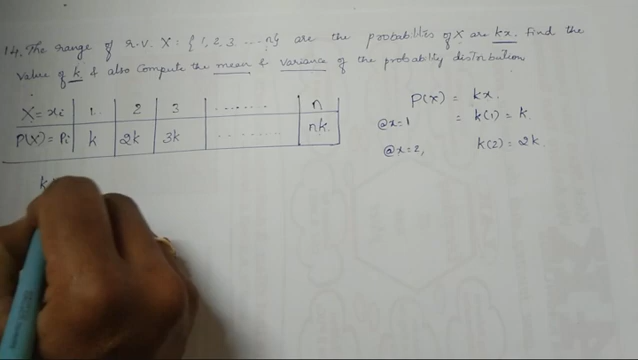 14. The range of r.v. X = {1, 2, 3 ... n} are the probabilites of X are kx. Find the
value of k & also Compute the mean & variance of the probabilty distribution
X = xi 1 2 3 ........ n
P(X) = Pi k 2k 3k ......... nk.
P(x) = kx.
@x=1 = k(1) = k.
@x=2, k(2) = 2k.
k